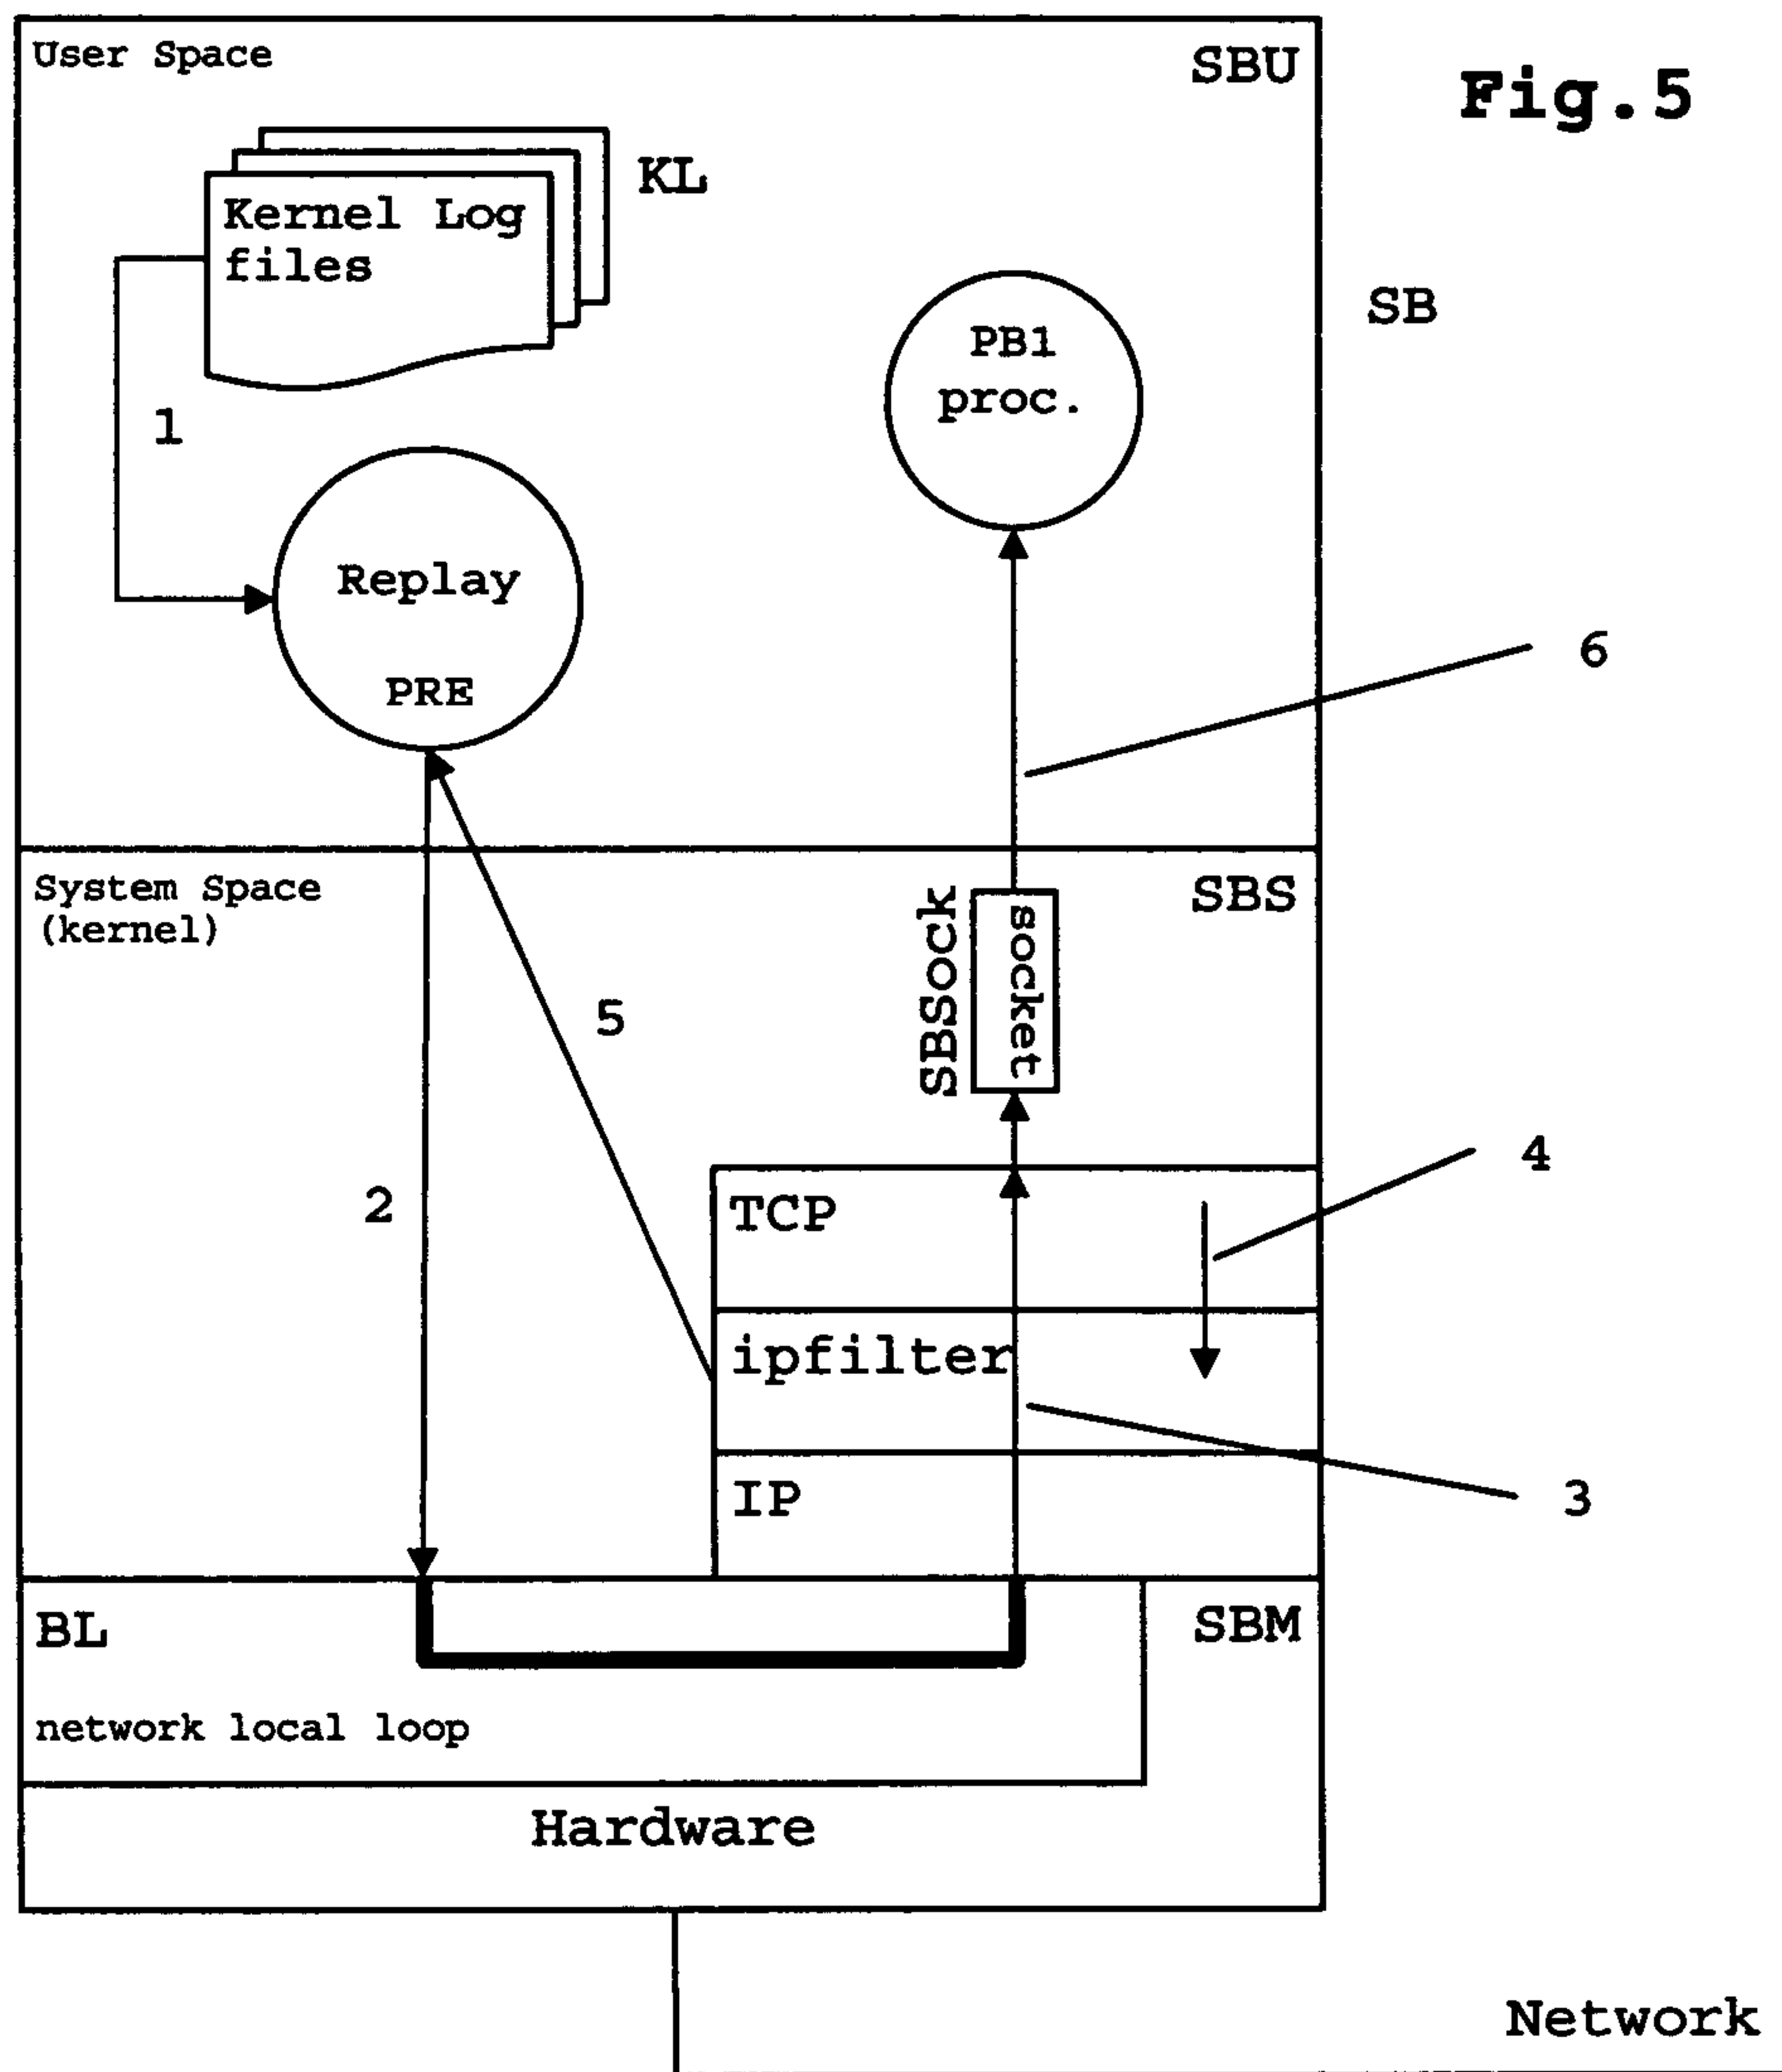 User Space
SBU
Fig.5
KL
Kernel Log
files
SB
PB1
proc.
1
Replay
PRE
6
System Space
(kernel)
SBS
SBSock
socket
5
4
2
TCP
ipfilter
IP
3
BL
SBM
network local loop
Hardware
Network